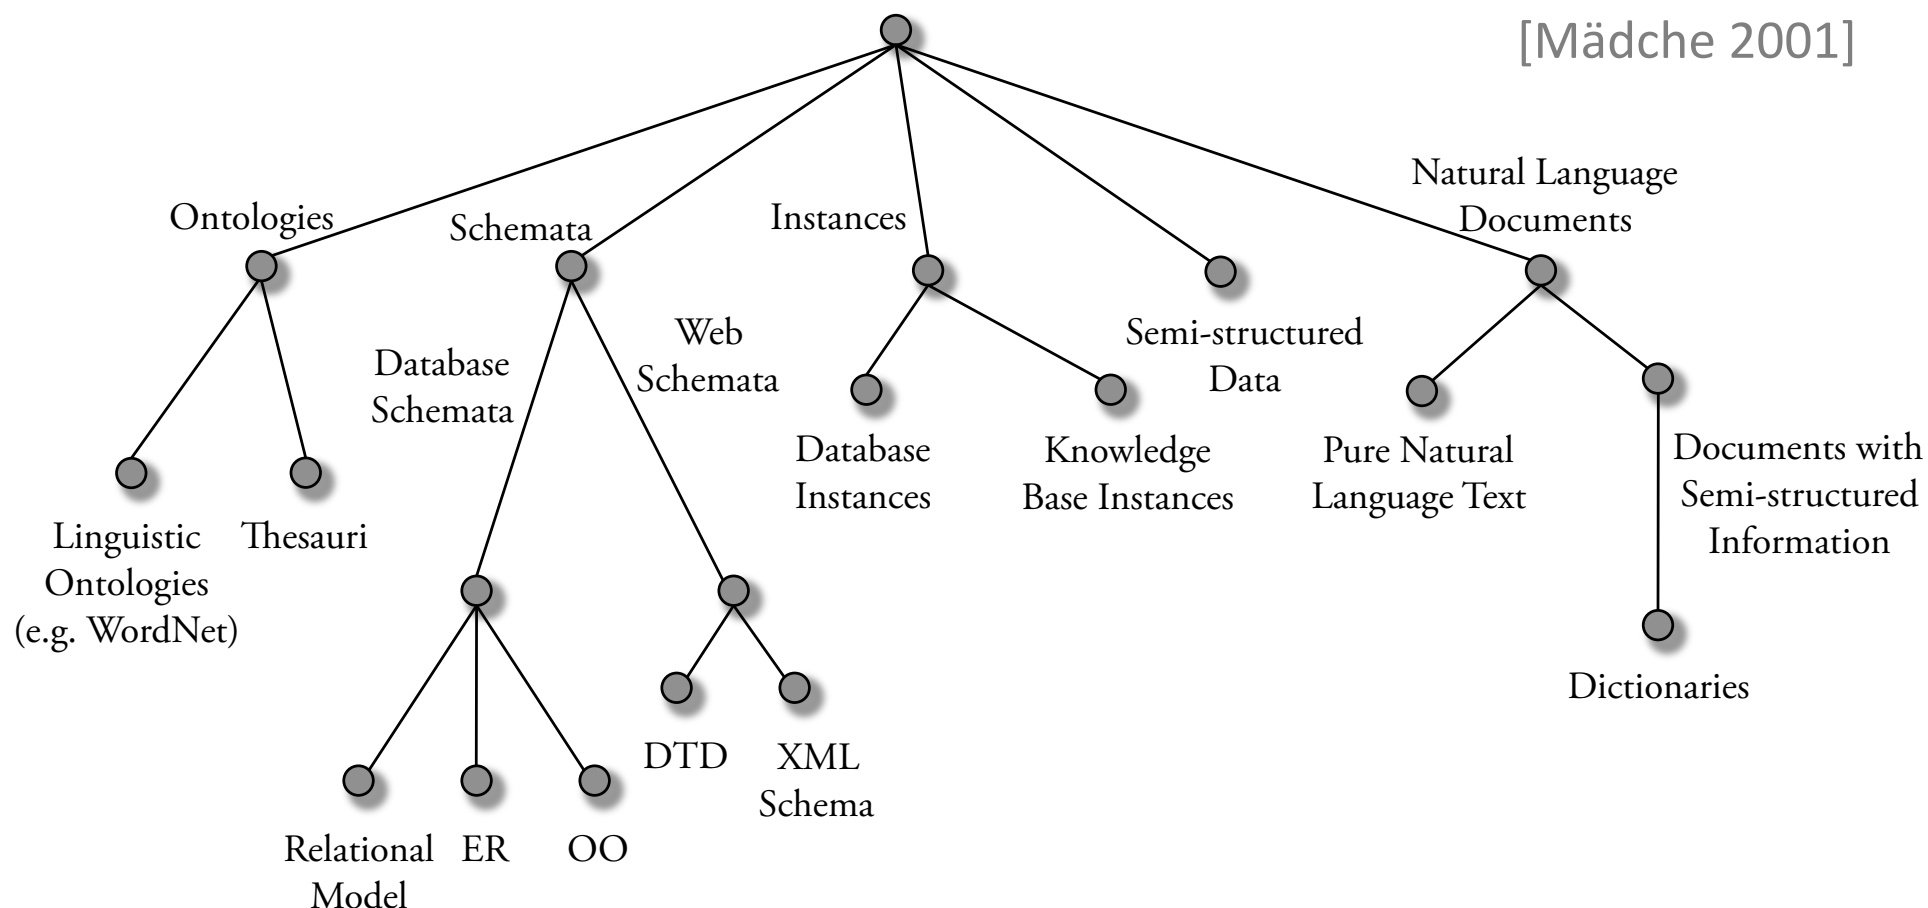 [Mädche 2001]
Natural Language
Documents
Ontologies
Schemata
Instances
Database
Schemata
Web
Schemata
Semi-structured
Data
Linguistic
Ontologies
(e.g. WordNet)
Thesauri
Database
Instances
Knowledge
Base Instances
Pure Natural
Language Text
Documents with
Semi-structured
Information
Dictionaries
DTD
XML
Schema
Relational
Model
ER
OO